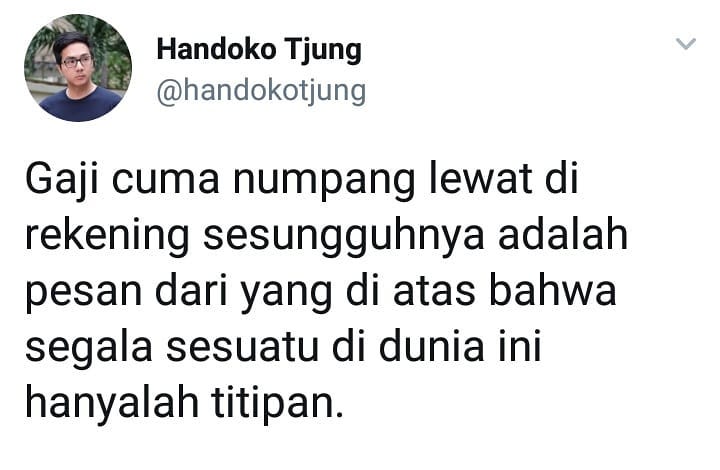 Handoko Tjung
@handokotjung
Gaji cuma numpang lewat di
rekening sesungguhnya adalah
pesan dari yang di atas bahwa
segala sesuatu di dunia ini
hanyalah titipan.